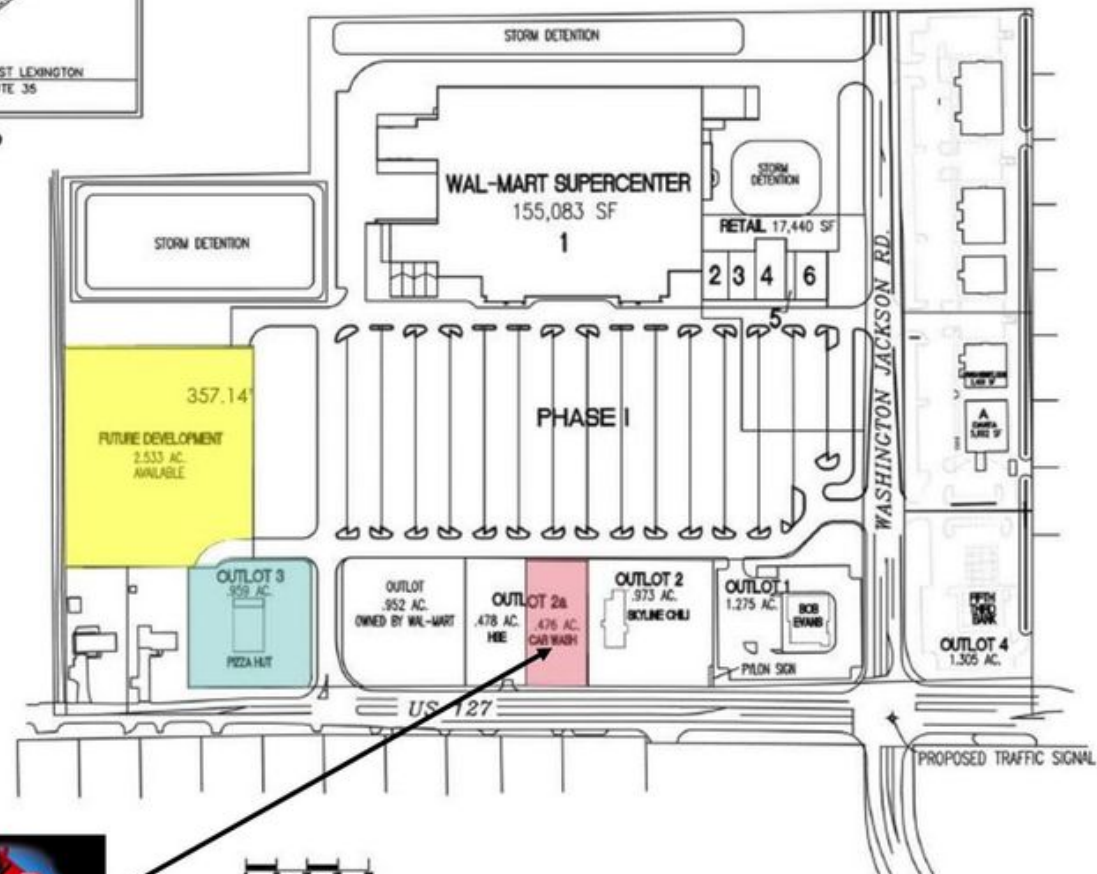 ST LEXINGTON
TE 35
STORM DETENTION
WAL-MART SUPERCENTER
155,083 SF
1
STORM
DETENTION
RETAIL 17,440 SF
2 3 4 6
5
STORM DETENTION
WASHINGTON JACKSON RD.
357.14'
FUTURE DEVELOPMENT
2.533 AC.
AVAILABLE
PHASE I
A
5,892 SF
OUTLOT 3
.959 AC.
PIZZA HUT
OUTLOT
.952 AC.
OWNED BY WAL-MART
OUTLOT 2a
.478 AC.
HBE
.476 AC.
CAR WASH
OUTLOT 2
.973 AC.
SKYLINE CHILI
OUTLOT 1
1.275 AC.
BOB
EVANS
PYLON SIGN
FIFTH
THIRD
BANK
OUTLOT 4
1.305 AC.
US 127
PROPOSED TRAFFIC SIGNAL